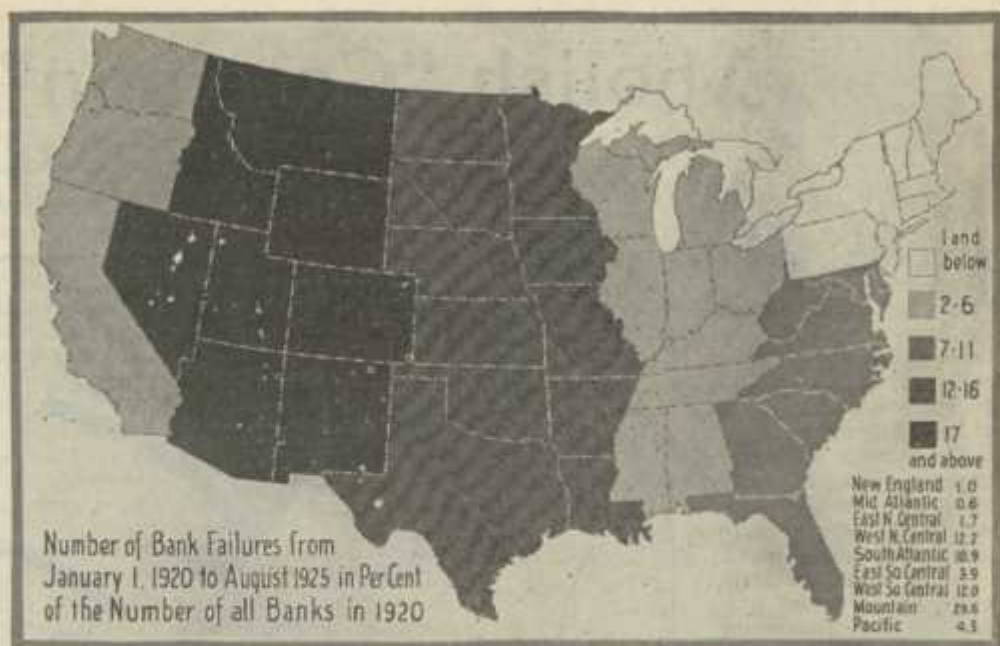 1 and
below
2-6
7-11
12-16
17
and above
New England 1.0
Mid Atlantic 0.6
East N. Central 1.7
West N. Central 12.2
South Atlantic 10.9
East So Central 3.9
West So Central 12.0
Mountain 29.6
Pacific 4.3
Number of Bank Failures from
January 1, 1920 to August 1925 in Per Cent
of the Number of all Banks in 1920